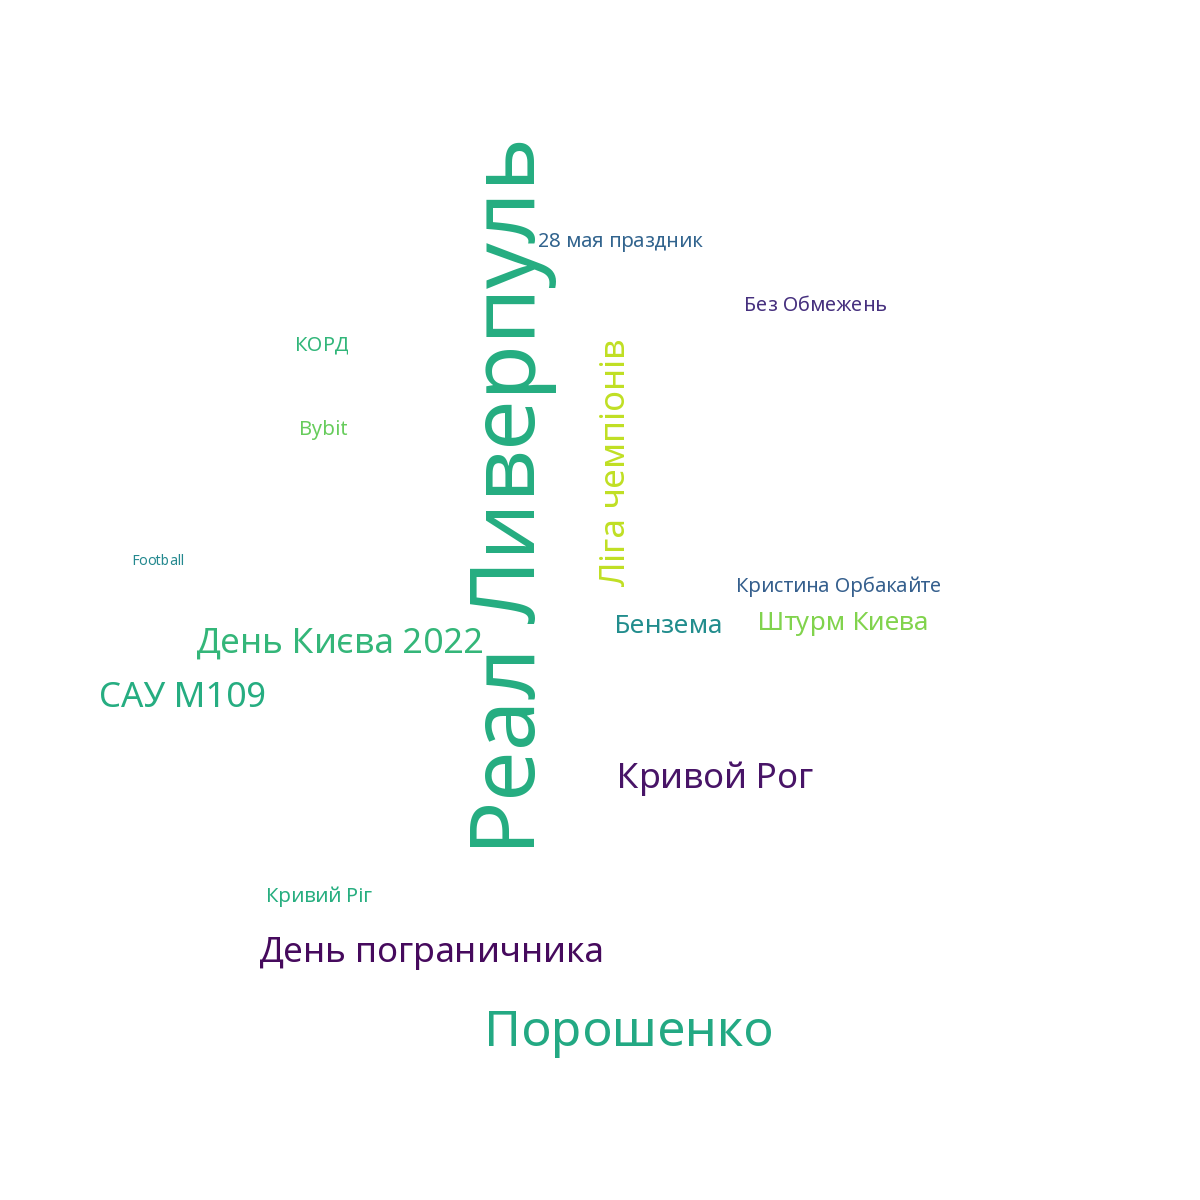 Реал Ливерпуль
28 мая праздник
Без Обмежень
КОРД
Ліга чемпіонів
Bybit
Football
Кристина Орбакайте
Бензема
Штурм Киева
День Києва 2022
САУ М109
Кривой Рог
Кривий Ріг
День пограничника
Порошенко